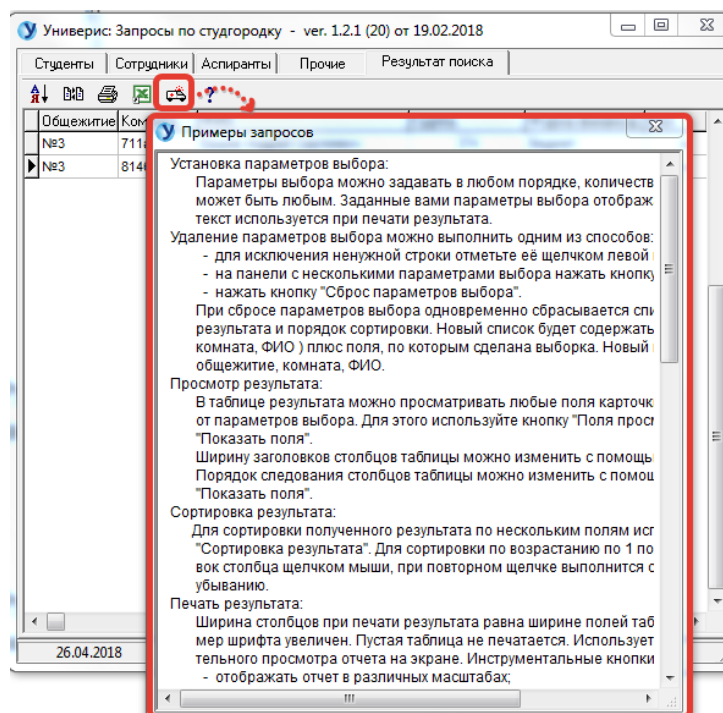 Универис: Запросы по студгородку - ver. 1.2.1 (20) от 19.02.2018
Студенты Сотрудники Аспиранты Прочие Результат поиска
Общежитие Ком
№3 711а
№3 814
Примеры запросов
Установка параметров выбора:
Параметры выбора можно задавать в любом порядке, количеств
может быть любым. Заданные вами параметры выбора отображ
текст используется при печати результата.
Удаление параметров выбора можно выполнить одним из способов:
- для исключения ненужной строки отметьте её щелчком левой
- на панели с несколькими параметрами выбора нажать кнопку
- нажать кнопку "Сброс параметров выбора".
При сбросе параметров выбора одновременно сбрасывается спи
результата и порядок сортировки. Новый список будет содержать
комната, ФИО ) плюс поля, по которым сделана выборка. Новый
общежитие, комната, ФИО.
Просмотр результата:
В таблице результата можно просматривать любые поля карточк
от параметров выбора. Для этого используйте кнопку "Поля прос
"Показать поля".
Ширину заголовков столбцов таблицы можно изменить с помощь
Порядок следования столбцов таблицы можно изменить с помощ
"Показать поля".
Сортировка результата:
Для сортировки полученного результата по нескольким полям исг
"Сортировка результата". Для сортировки по возрастанию по 1 по
вок столбца щелчком мыши, при повторном щелчке выполнится с
убыванию.
Печать результата:
Ширина столбцов при печати результата равна ширине полей таб
мер шрифта увеличен. Пустая таблица не печатается. Использует
тельного просмотра отчета на экране. Инструментальные кнопки
- отображать отчет в различных масштабах;
26.04.2018